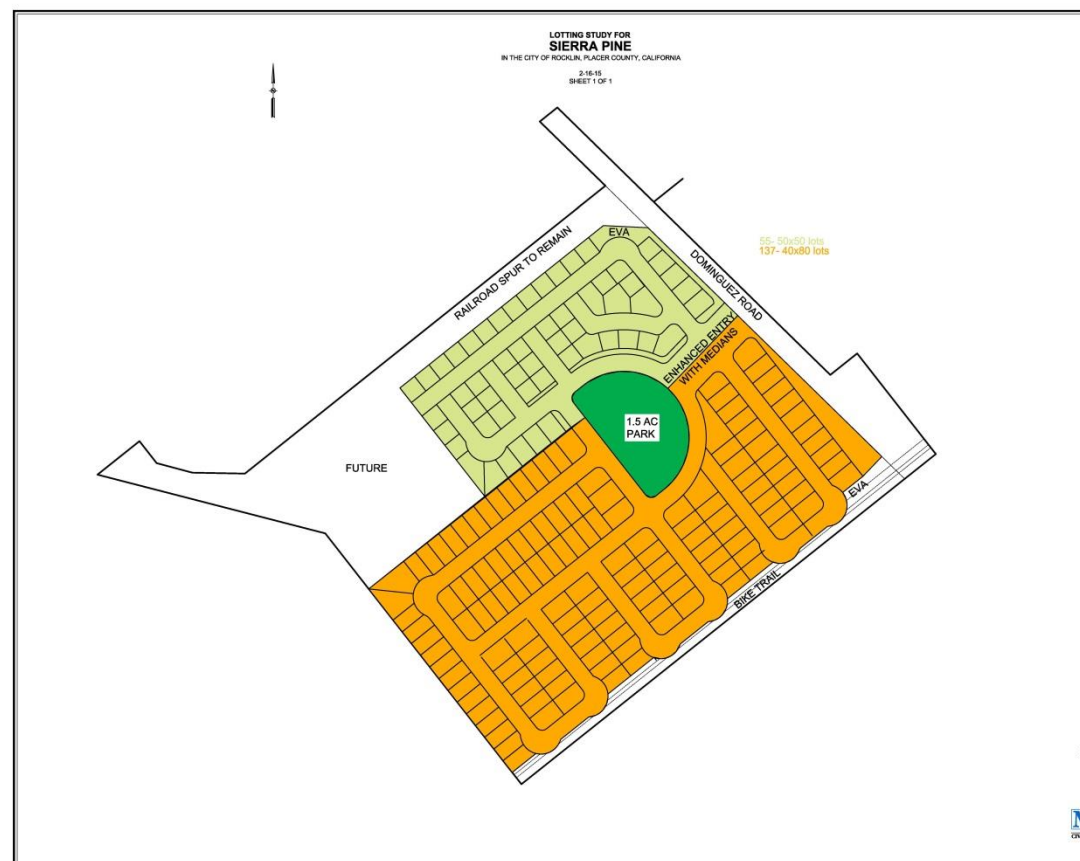 LOTTING STUDY FOR
SIERRA PINE
IN THE CITY OF ROCKLIN, PLACER COUNTY, CALIFORNIA
2-16-15
SHEET 1 OF 1
EVA
RAILROAD SPUR TO REMAIN
55- 50x50 lots
137- 40x80 lots
DOMINGUEZ ROAD
ENHANCED ENTRY
WITH MEDIANS
1.5 AC
PARK
FUTURE
EVA
BIKE TRAIL